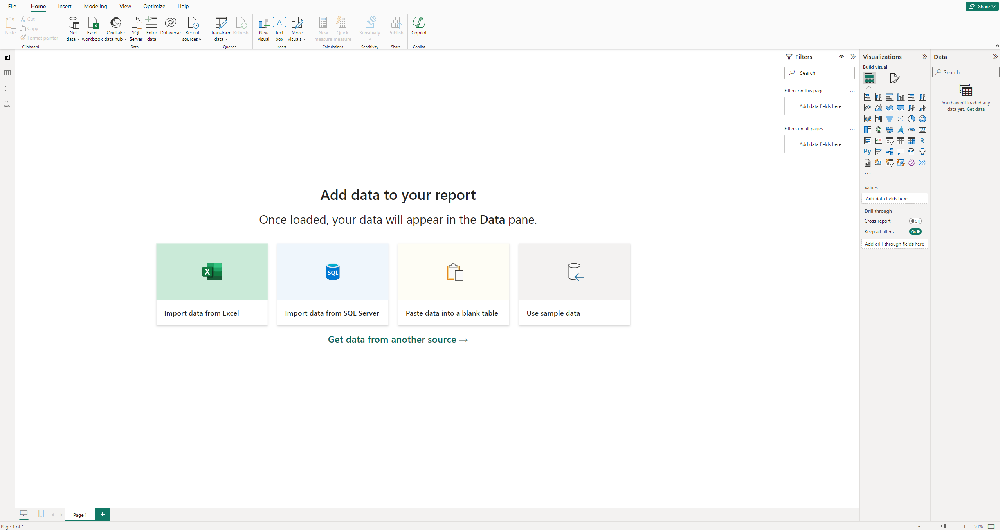 File Home Insert Modeling View Optimize Help
Share
Paste
Cut
Copy
Format painter
Clipboard
Get data
Excel workbook
OneLake data hub
SQL Server
Enter data
Dataverse
Recent sources
Data
Transform data
Refresh
Queries
New visual
Text box
More visuals
Insert
New measure
Quick measure
Calculations
Sensitivity
Sensitivity
Publish
Share
Copilot
Copilot
DAX
Filters
Search
Filters on this page
Add data fields here
Filters on all pages
Add data fields here
Visualizations
Build visual
123
R
Py
123
Values
Add data fields here
Drill through
Cross-report
Off
Keep all filters
On
Add drill-through fields here
Data
Search
You haven't loaded any
data yet. Get data
Add data to your report
Once loaded, your data will appear in the Data pane.
X
SQL
Import data from Excel
Import data from SQL Server
Paste data into a blank table
Use sample data
Get data from another source →
Page 1
+
Page 1 of 1
- + 153%